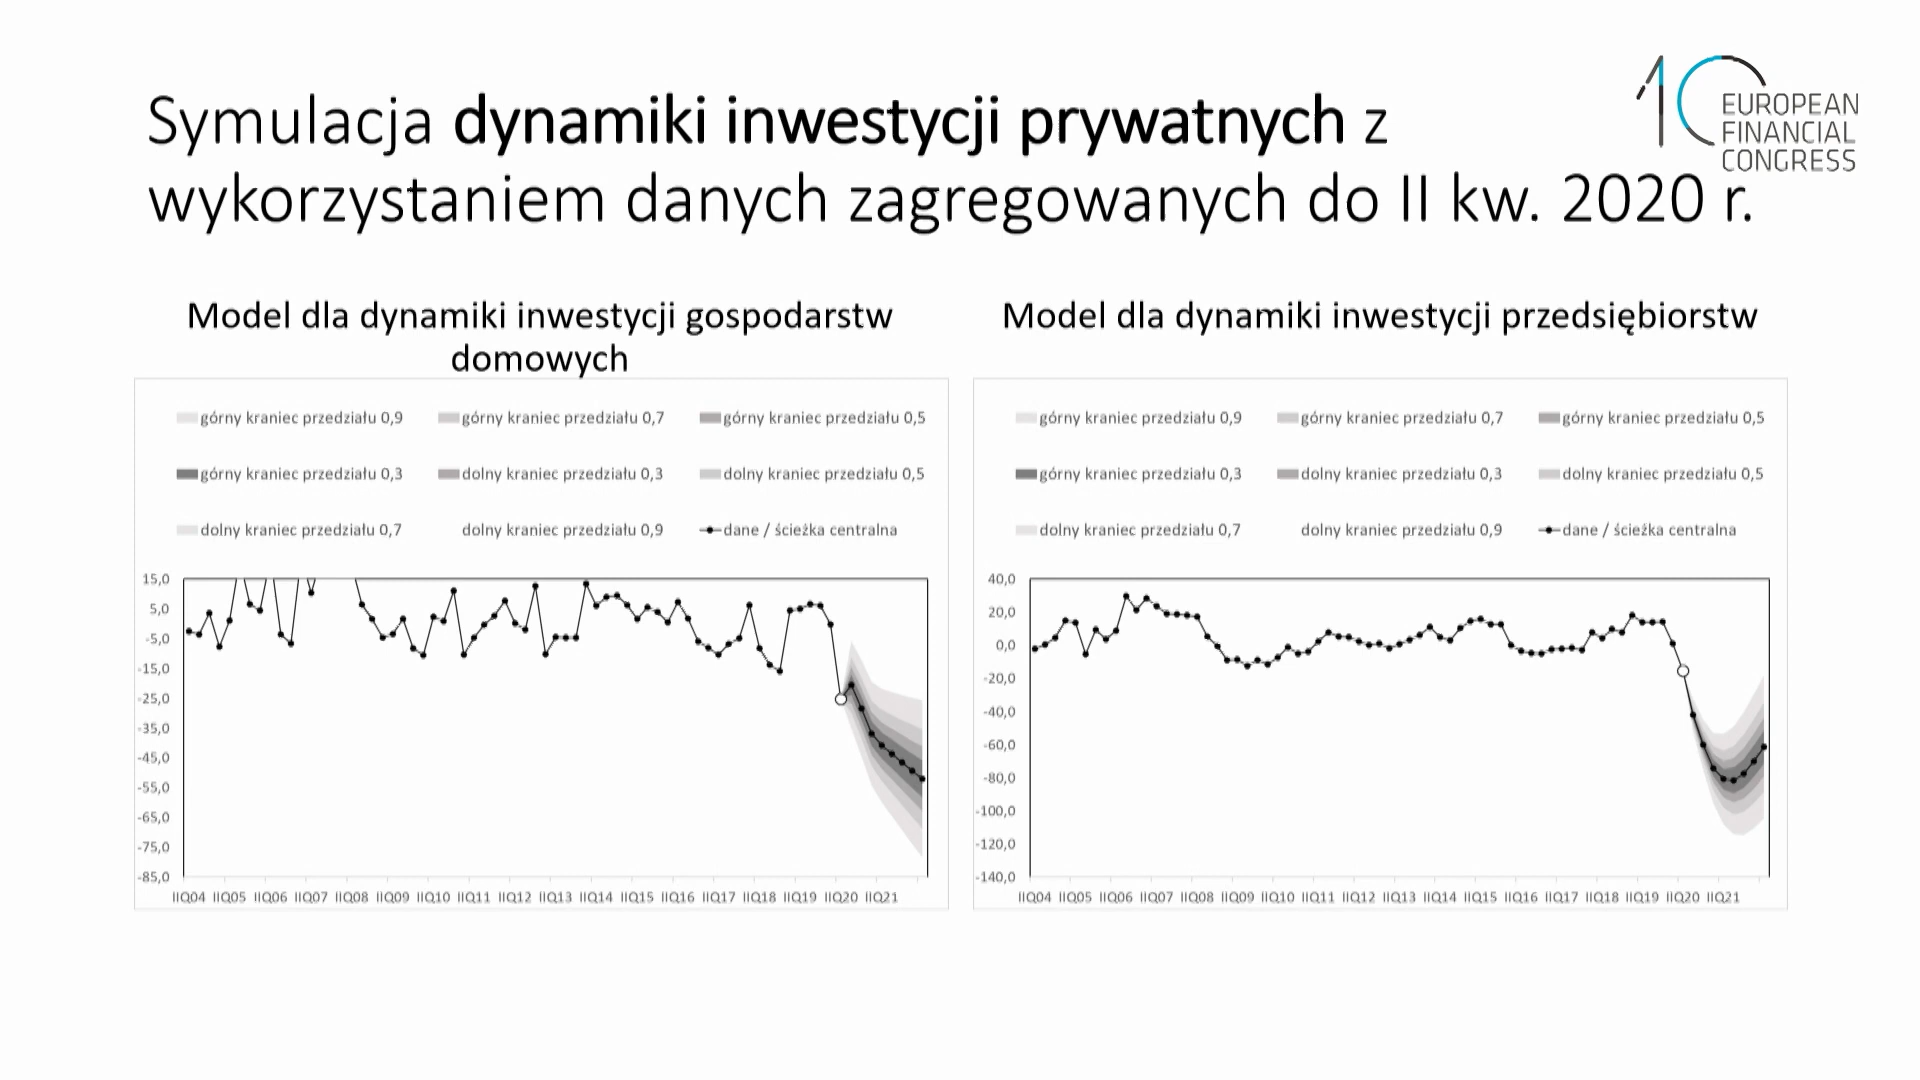 Symulacja dynamiki inwestycji prywatnych z
wykorzystaniem danych zagregowanych do II kw. 2020 r.
10
EUROPEAN
FINANCIAL
CONGRESS
Model dla dynamiki inwestycji gospodarstw
domowych
górny kraniec przedziału 0,9 górny kraniec przedziału 0,7 górny kraniec przedziału 0,5
górny kraniec przedziału 0,3 dolny kraniec przedziału 0,3 dolny kraniec przedziału 0,5
dolny kraniec przedziału 0,7 dolny kraniec przedziału 0,9 dane / ścieżka centralna
15,0
5,0
-5,0
-15,0
-25,0
-35,0
-45,0
-55,0
-65,0
-75,0
-85,0
IIQ04 IIQ05 IIQ06 IIQ07 IIQ08 IIQ09 IIQ10 IIQ11 IIQ12 IIQ13 IIQ14 IIQ15 IIQ16 IIQ17 IIQ18 IIQ19 IIQ20 IIQ21
Model dla dynamiki inwestycji przedsiębiorstw
górny kraniec przedziału 0,9 górny kraniec przedziału 0,7 górny kraniec przedziału 0,5
górny kraniec przedziału 0,3 dolny kraniec przedziału 0,3 dolny kraniec przedziału 0,5
dolny kraniec przedziału 0,7 dolny kraniec przedziału 0,9 dane / ścieżka centralna
40,0
20,0
0,0
-20,0
-40,0
-60,0
-80,0
-100,0
-120,0
-140,0
IIQ04 IIQ05 IIQ06 IIQ07 IIQ08 IIQ09 IIQ10 IIQ11 IIQ12 IIQ13 IIQ14 IIQ15 IIQ16 IIQ17 IIQ18 IIQ19 IIQ20 IIQ21